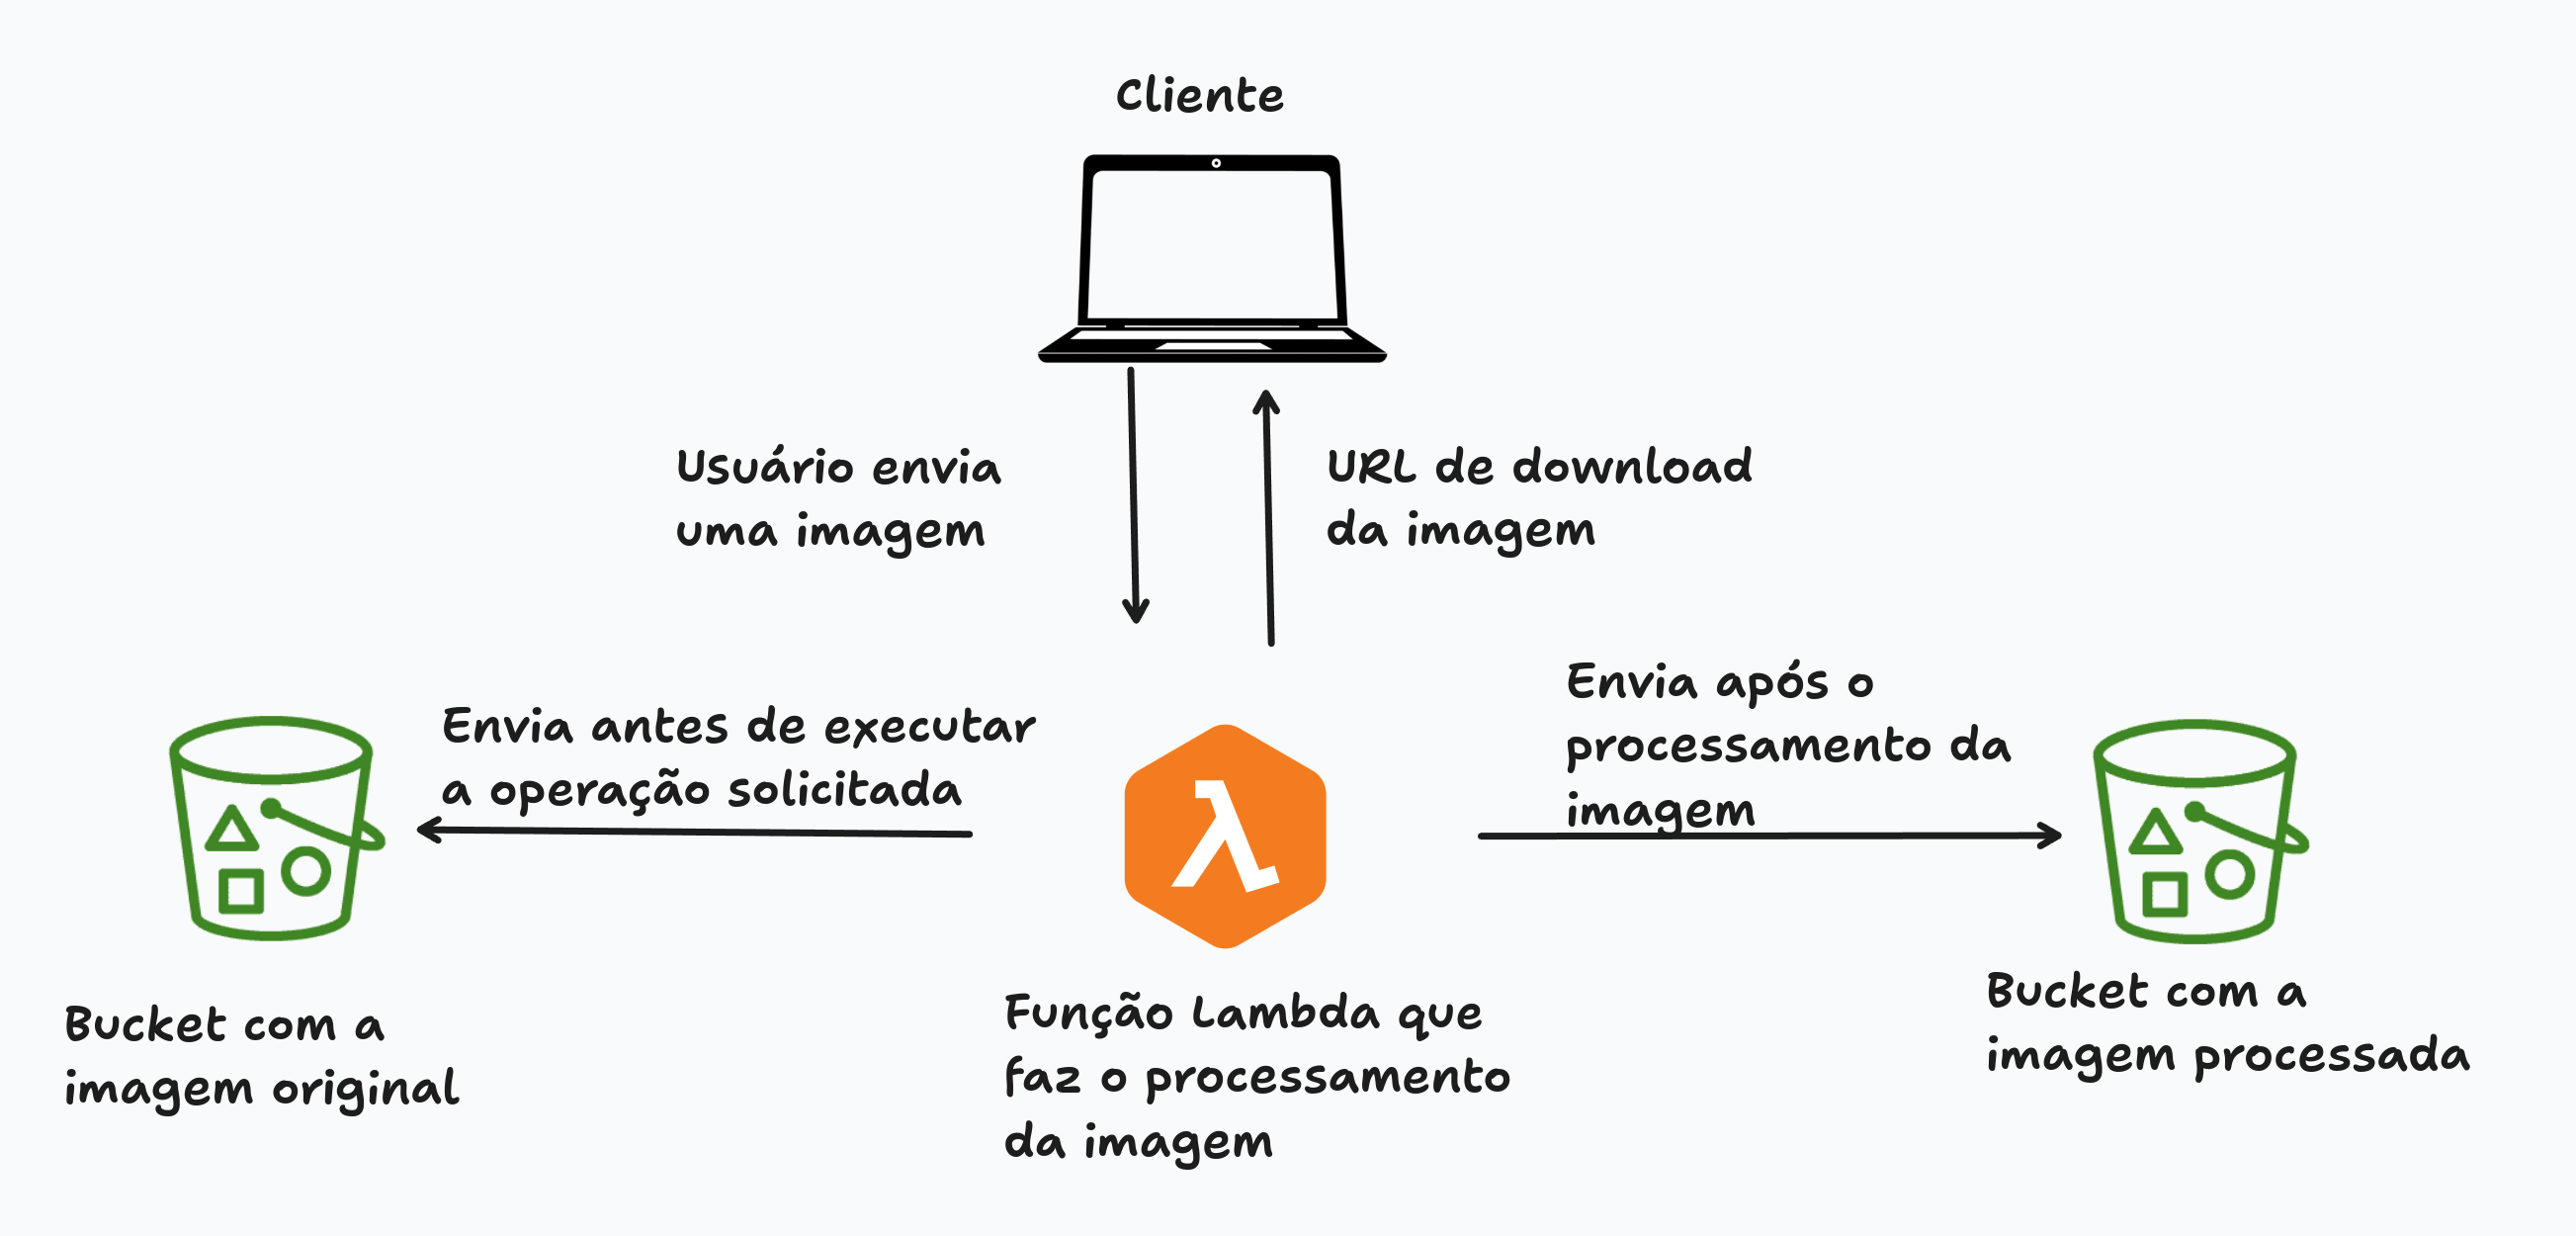 Cliente
Usuário envia
uma imagem
URL de download
da imagem
Envia antes de executar
a operação solicitada
Envia após o
processamento da
imagem
Bucket com a
imagem original
Função Lambda que
faz o processamento
da imagem
Bucket com a
imagem processada